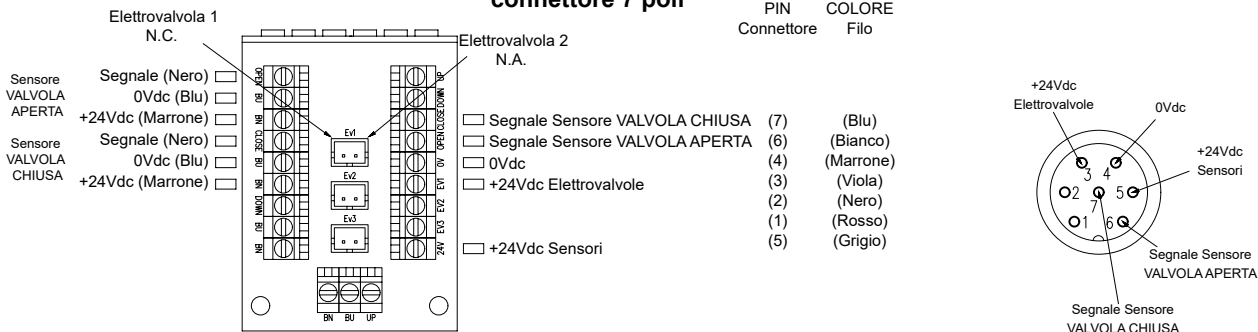 connettore 7 poli
PIN COLORE
Connettore Filo
Elettrovalvola 1
N.C.
Elettrovalvola 2
N.A.
Sensore
VALVOLA
APERTA
Segnale (Nero)
0Vdc (Blu)
+24Vdc (Marrone)
Sensore
VALVOLA
CHIUSA
Segnale (Nero)
0Vdc (Blu)
+24Vdc (Marrone)
OPEN
BU
BN
CLOSE
BU
BN
DOWN
BU
BN
Ev1
Ev2
Ev3
BN BU UP
UP
DOWN
CLOSE
OPEN
0V
EV1
EV2
EV3
24V
Segnale Sensore VALVOLA CHIUSA (7) (Blu)
Segnale Sensore VALVOLA APERTA (6) (Bianco)
0Vdc (4) (Marrone)
+24Vdc Elettrovalvole (3) (Viola)
(2) (Nero)
(1) (Rosso)
+24Vdc Sensori (5) (Grigio)
+24Vdc
Elettrovalvole
0Vdc
+24Vdc
Sensori
3 4
2 7 5
1 6
Segnale Sensore
VALVOLA APERTA
Segnale Sensore
VALVOLA CHIUSA